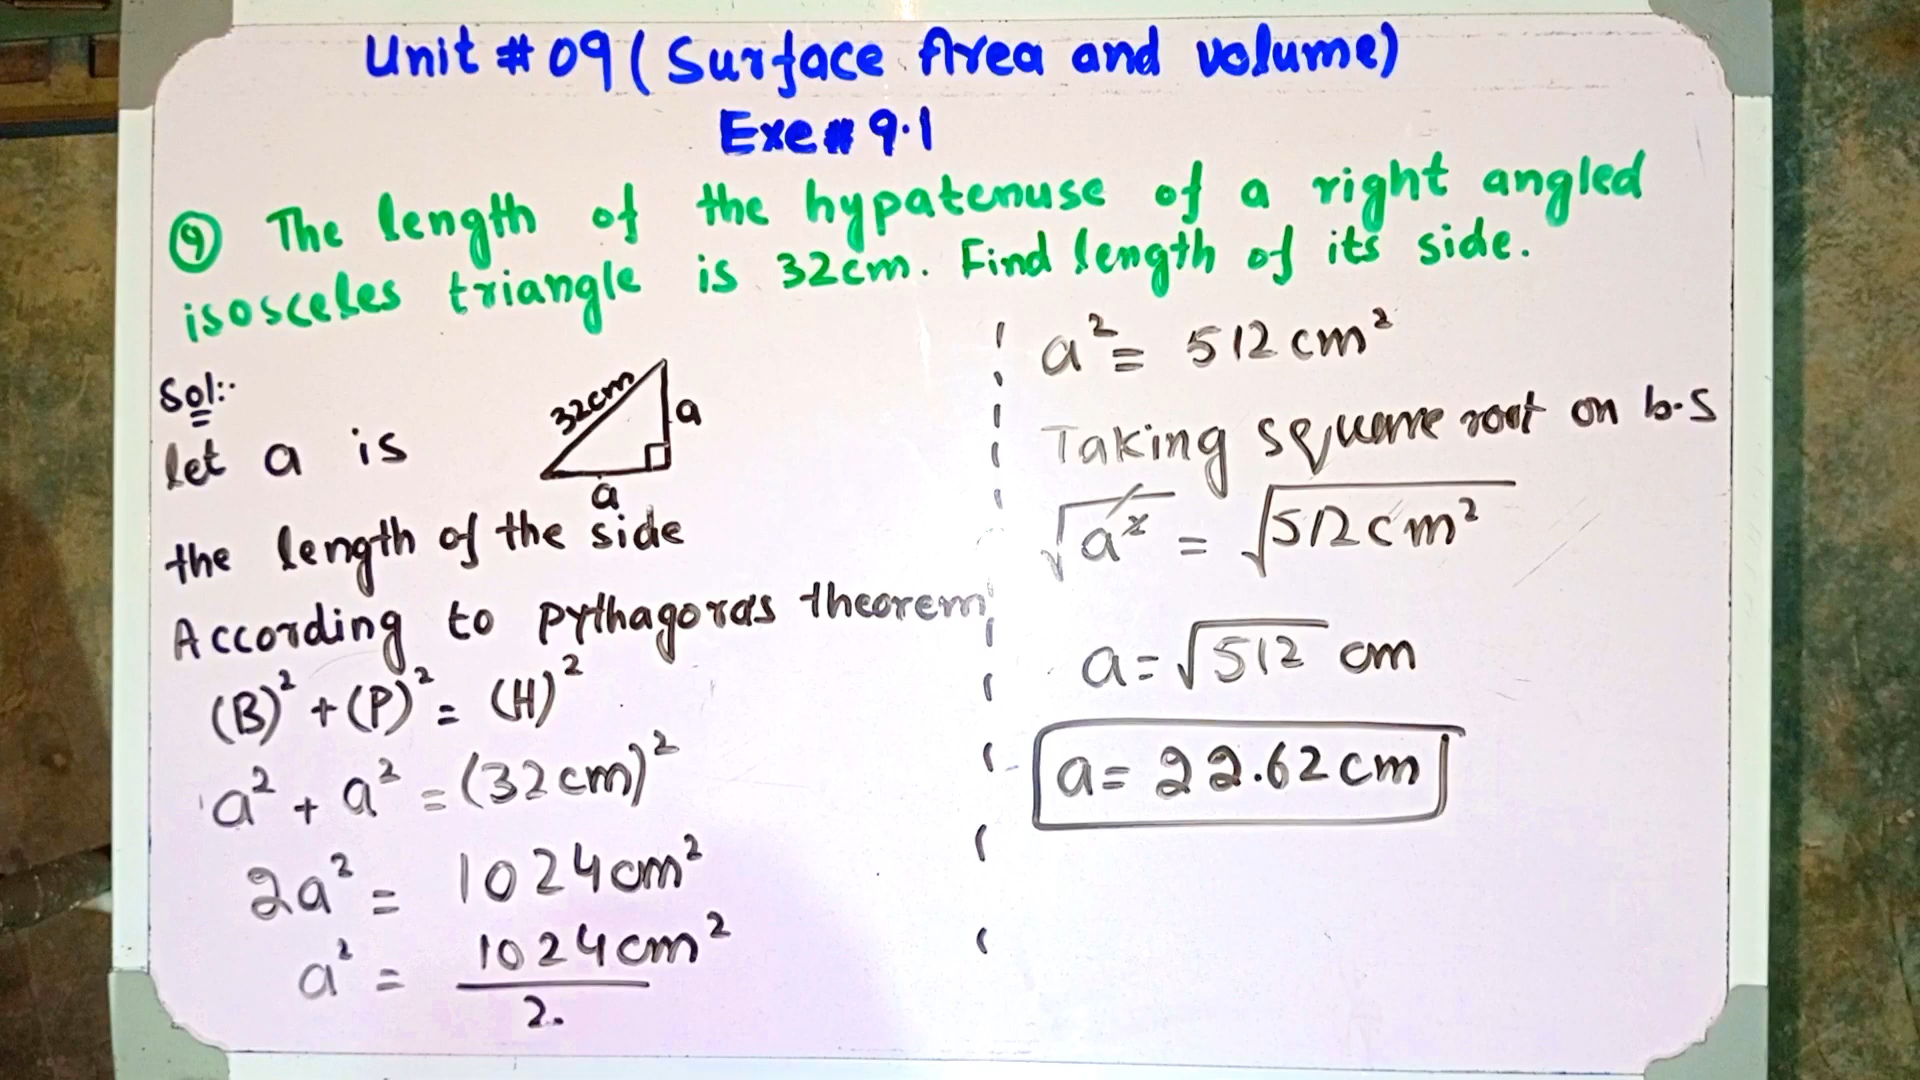 Unit # 09 ( Surface Area and volume)
Exe# 9.1
⑨ The length of the hypatenuse of a right angled
isosceles triangle is 32cm. Find length of its side.
Sol:-
let a is
32cm
a
a
the length of the side
According to pythagoras theorem,
(B)² + (P)² = (H)²
a² + a² = (32cm)²
2a² = 1024cm²
a² = 1024cm²
2.
a² = 512 cm²
Taking square root on b.s
√a² = √512cm²
a = √512 cm
a = 22.62cm